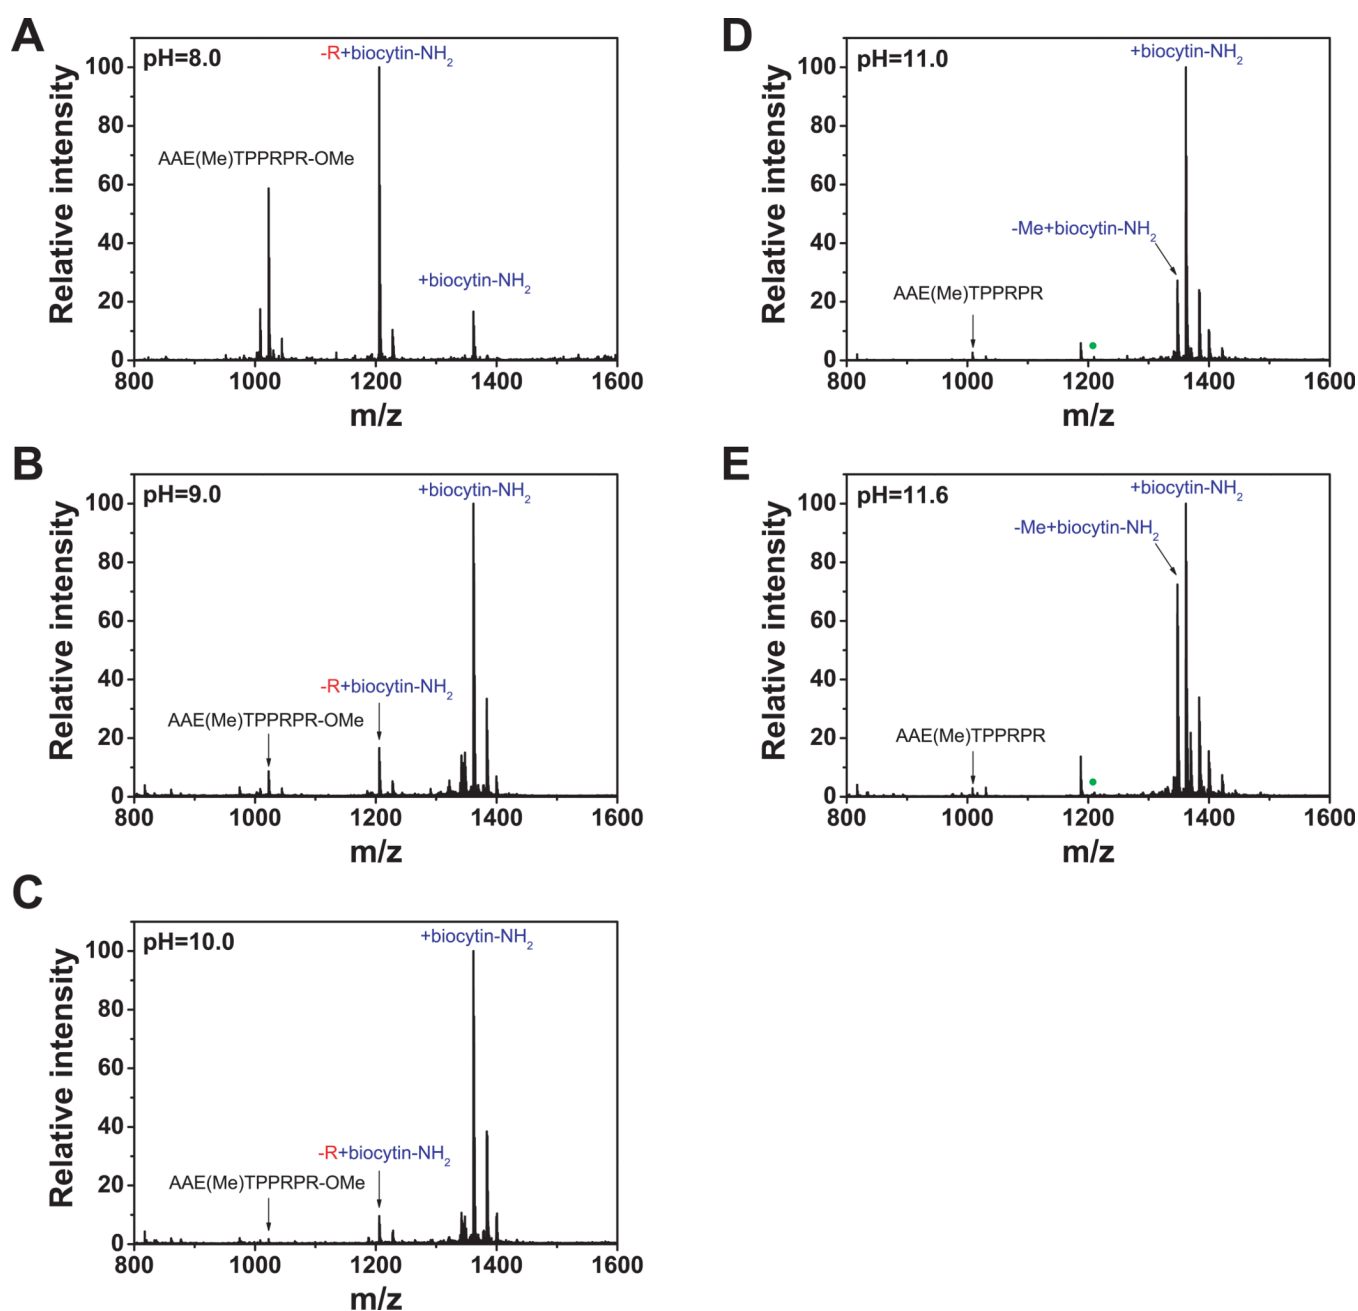 A
pH=8.0
-R+biocytin-NH2
AAE(Me)TPPRPR-OMe
+biocytin-NH2
Relative intensity
100
80
60
40
20
0
800 1000 1200 1400 1600
m/z
B
pH=9.0
+biocytin-NH2
-R+biocytin-NH2
AAE(Me)TPPRPR-OMe
Relative intensity
100
80
60
40
20
0
800 1000 1200 1400 1600
m/z
C
pH=10.0
+biocytin-NH2
-R+biocytin-NH2
AAE(Me)TPPRPR-OMe
Relative intensity
100
80
60
40
20
0
800 1000 1200 1400 1600
m/z
D
pH=11.0
+biocytin-NH2
-Me+biocytin-NH2
AAE(Me)TPPRPR
Relative intensity
100
80
60
40
20
0
800 1000 1200 1400 1600
m/z
E
pH=11.6
+biocytin-NH2
-Me+biocytin-NH2
AAE(Me)TPPRPR
Relative intensity
100
80
60
40
20
0
800 1000 1200 1400 1600
m/z